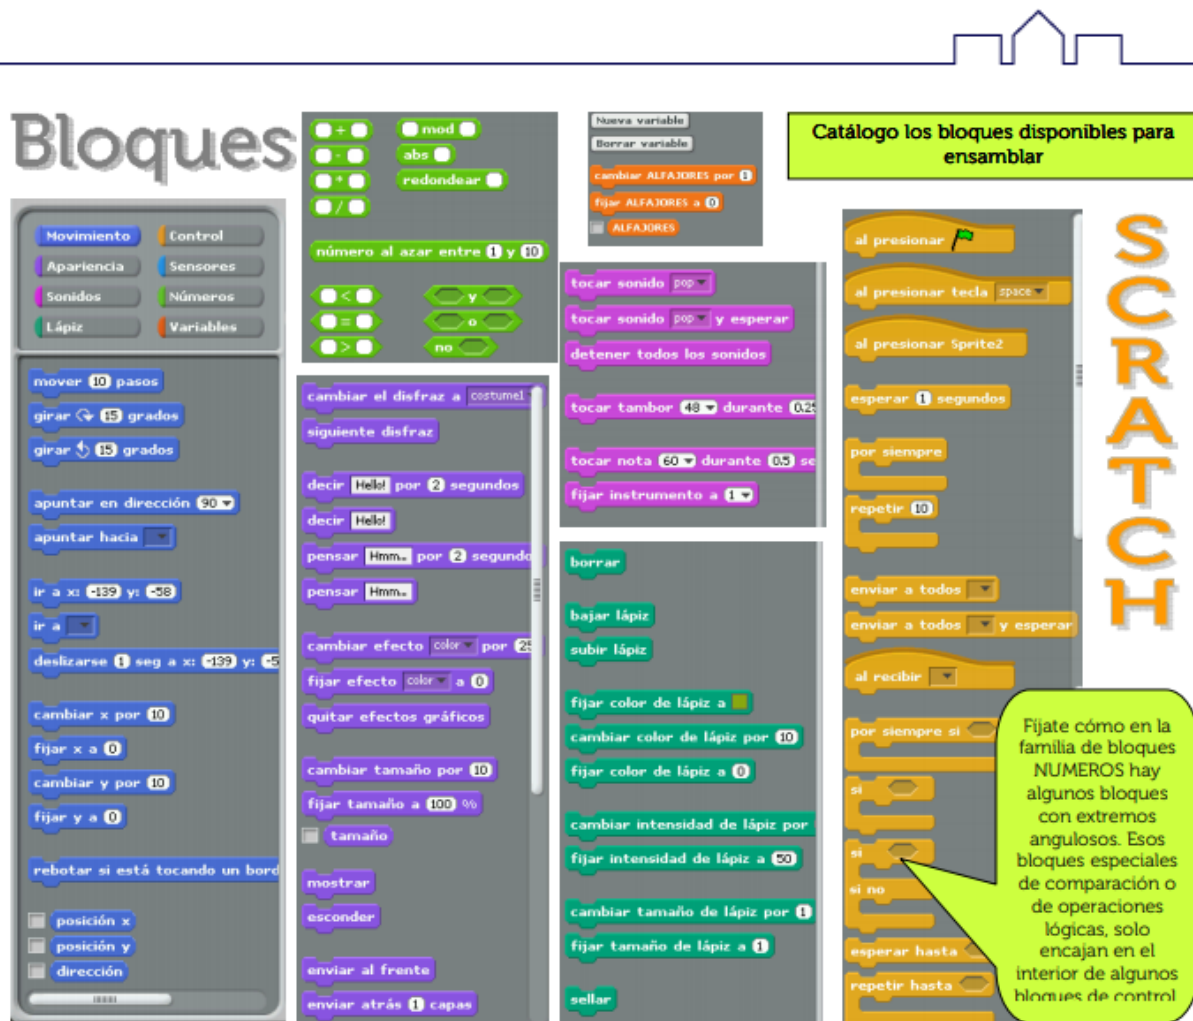 Bloques
Catálogo los bloques disponibles para
ensamblar
SCRATCH
Movimiento Control
Apariencia Sensores
Sonidos Números
Lápiz Variables
mover 10 pasos
girar 15 grados
girar 15 grados
apuntar en dirección 90
apuntar hacia
ir a x: -139 y: -58
ir a
deslizarse 1 seg a x: -139 y:
cambiar x por 10
fijar x a 0
cambiar y por 10
fijar y a 0
rebotar si está tocando un bord
posición x
posición y
dirección
+ mod
- abs
* redondear
/
número al azar entre 1 y 10
< y
= o
> no
cambiar el disfraz a costume1
siguiente disfraz
decir Hello! por 2 segundos
decir Hello!
pensar Hmm... por 2 segundo
pensar Hmm...
cambiar efecto color por 25
fijar efecto color a 0
quitar efectos gráficos
cambiar tamaño por 10
fijar tamaño a 100 %
tamaño
mostrar
esconder
enviar al frente
enviar atrás 1 capas
Nueva variable
Borrar variable
cambiar ALFAJORES por 1
fijar ALFAJORES a 0
ALFAJORES
tocar sonido pop
tocar sonido pop y esperar
detener todos los sonidos
tocar tambor 48 durante 0.25
tocar nota 60 durante 0.5 se
fijar instrumento a 1
borrar
bajar lápiz
subir lápiz
fijar color de lápiz a
cambiar color de lápiz por 10
fijar color de lápiz a 0
cambiar intensidad de lápiz por
fijar intensidad de lápiz a 50
cambiar tamaño de lápiz por 1
fijar tamaño de lápiz a 1
sellar
al presionar
al presionar tecla space
al presionar Sprite2
esperar 1 segundos
por siempre
repetir 10
enviar a todos
enviar a todos y esperar
al recibir
por siempre si
si
si
si no
esperar hasta
repetir hasta
Fijate cómo en la
familia de bloques
NUMEROS hay
algunos bloques
con extremos
angulosos. Esos
bloques especiales
de comparación o
de operaciones
lógicas, solo
encajan en el
interior de algunos
bloques de control